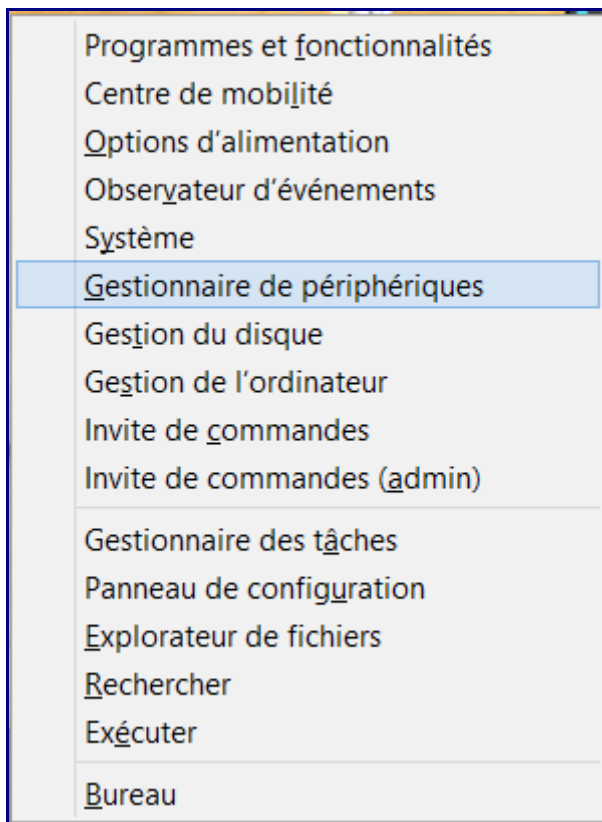 Programmes et fonctionnalités
Centre de mobilité
Options d'alimentation
Observateur d'événements
Système
Gestionnaire de périphériques
Gestion du disque
Gestion de l'ordinateur
Invite de commandes
Invite de commandes (admin)
Gestionnaire des tâches
Panneau de configuration
Explorateur de fichiers
Rechercher
Exécuter
Bureau